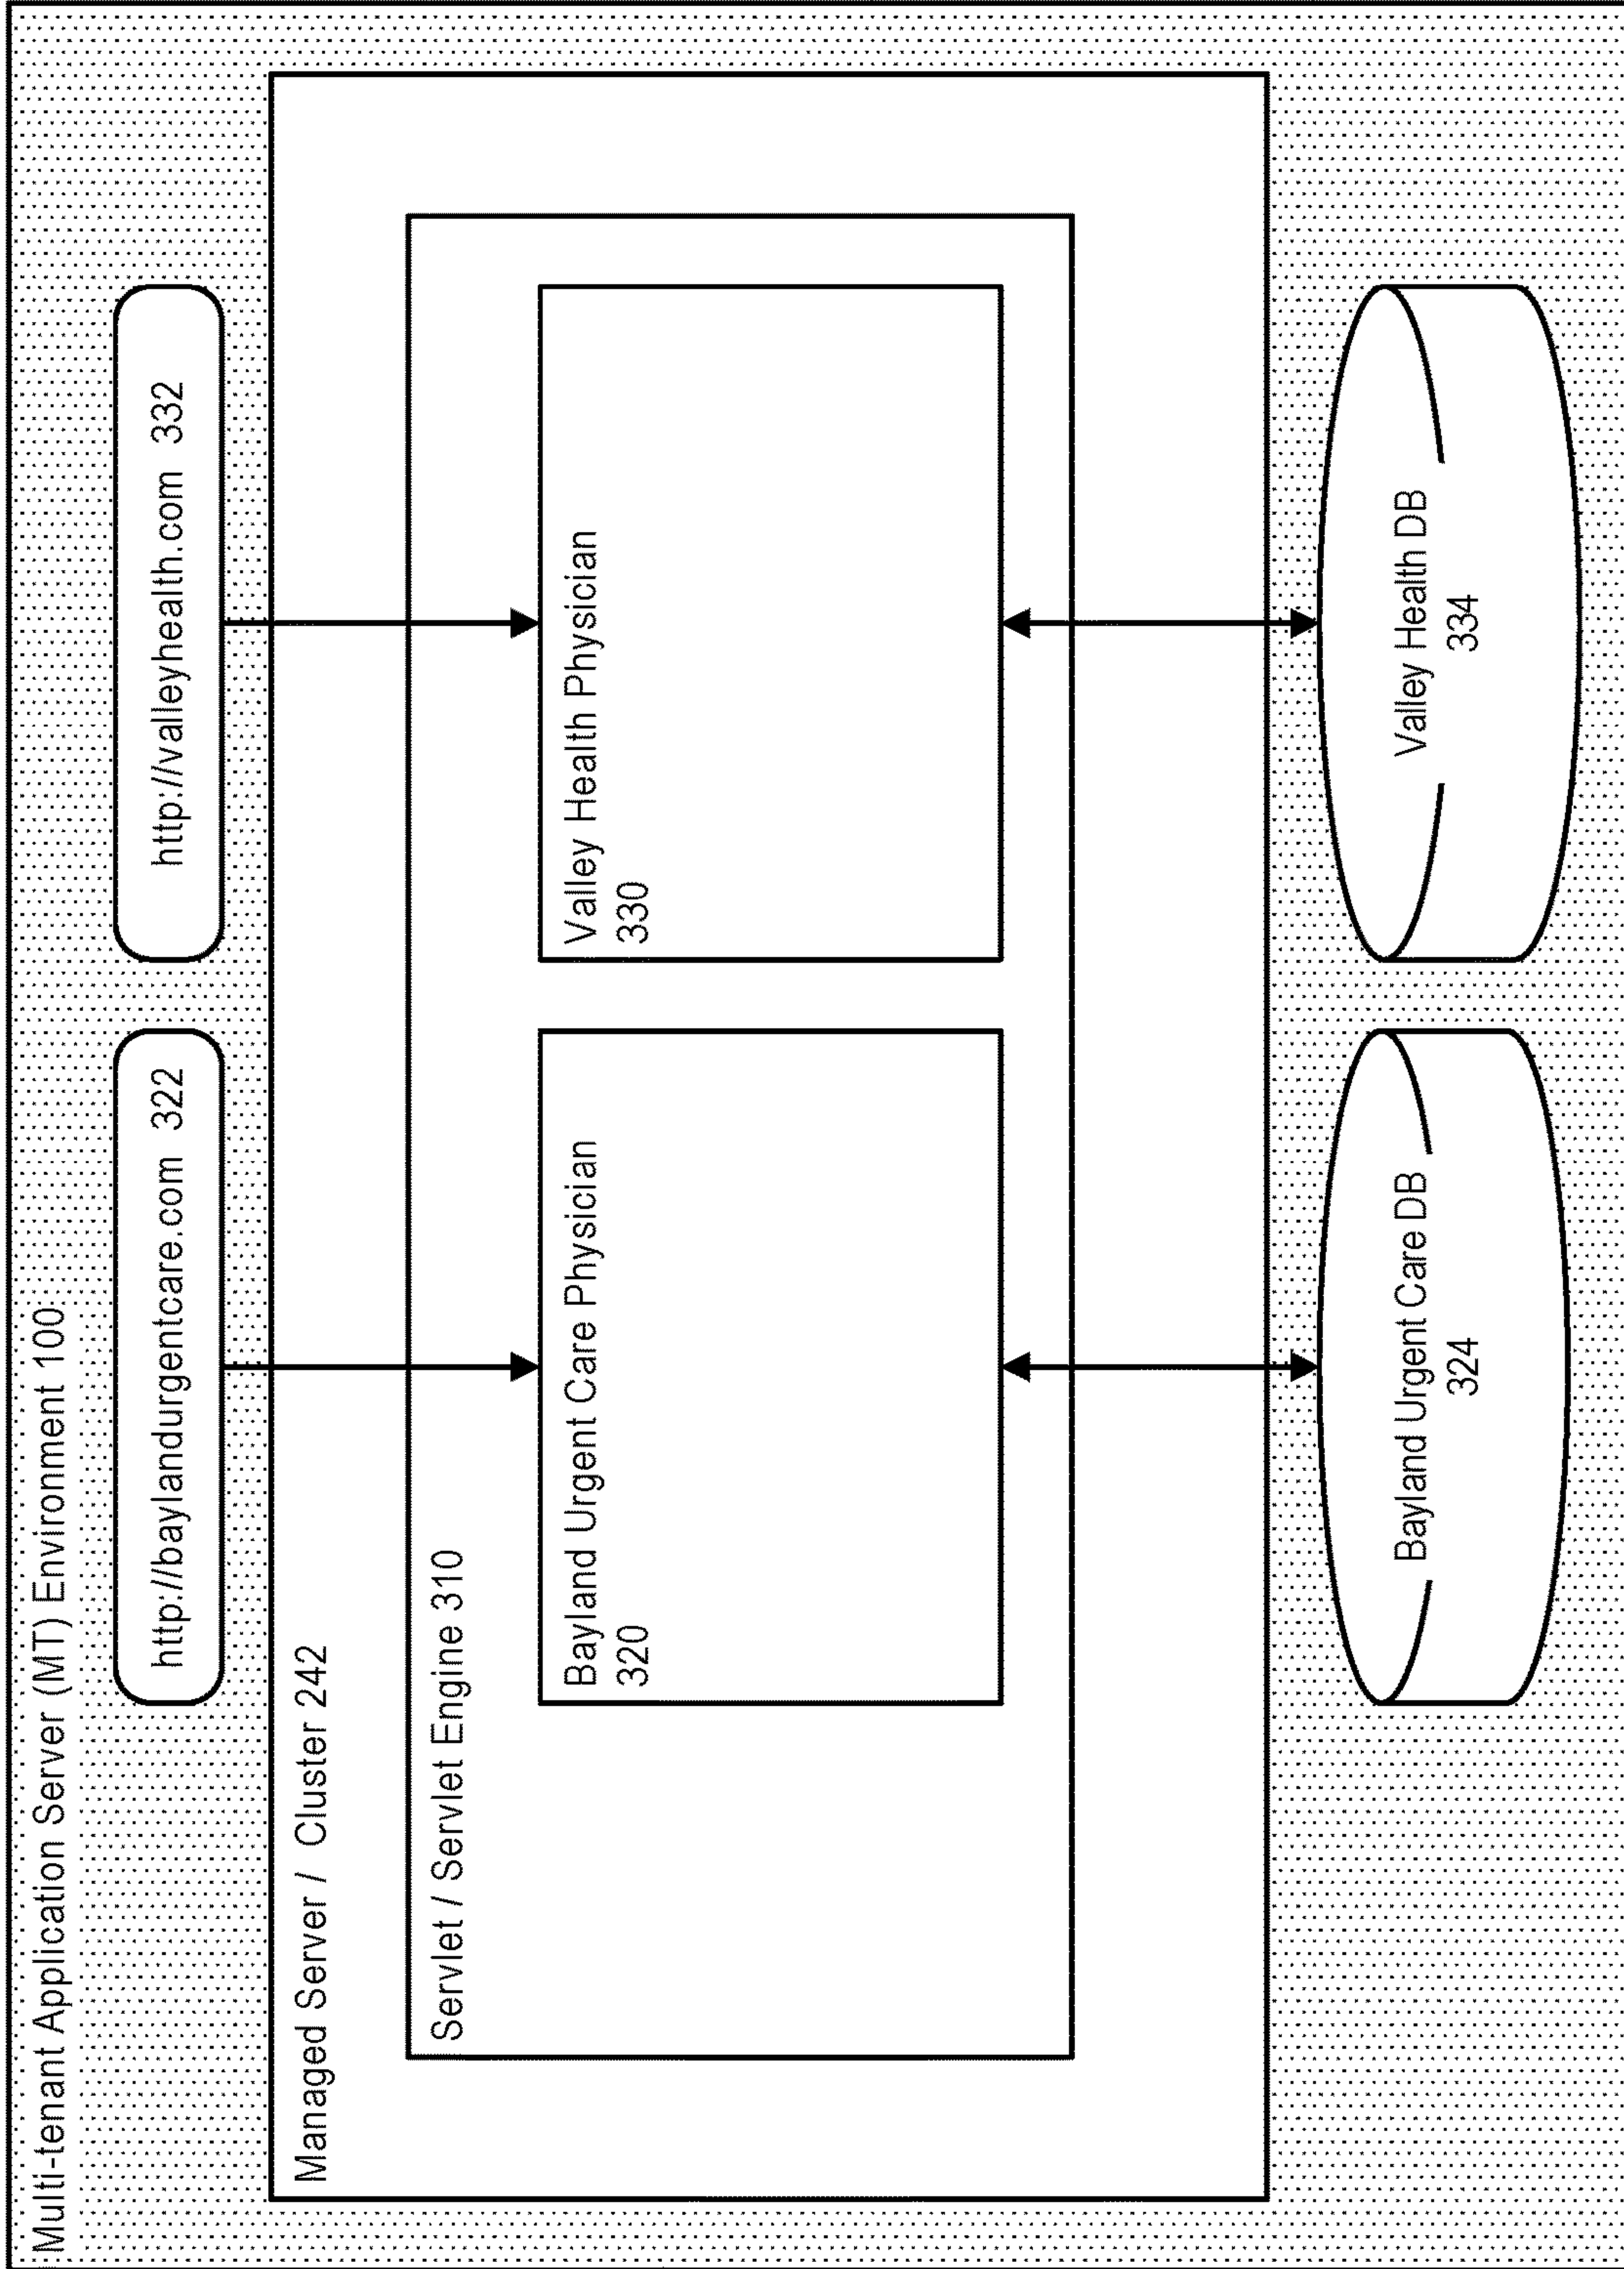 Multi-tenant Application Server (MT) Environment 100
http://baylandurgentcare.com 322
http://valleyhealth.com 332
Managed Server / Cluster 242
Servlet / Servlet Engine 310
Bayland Urgent Care Physician
320
Valley Health Physician
330
Bayland Urgent Care DB
324
Valley Health DB
334